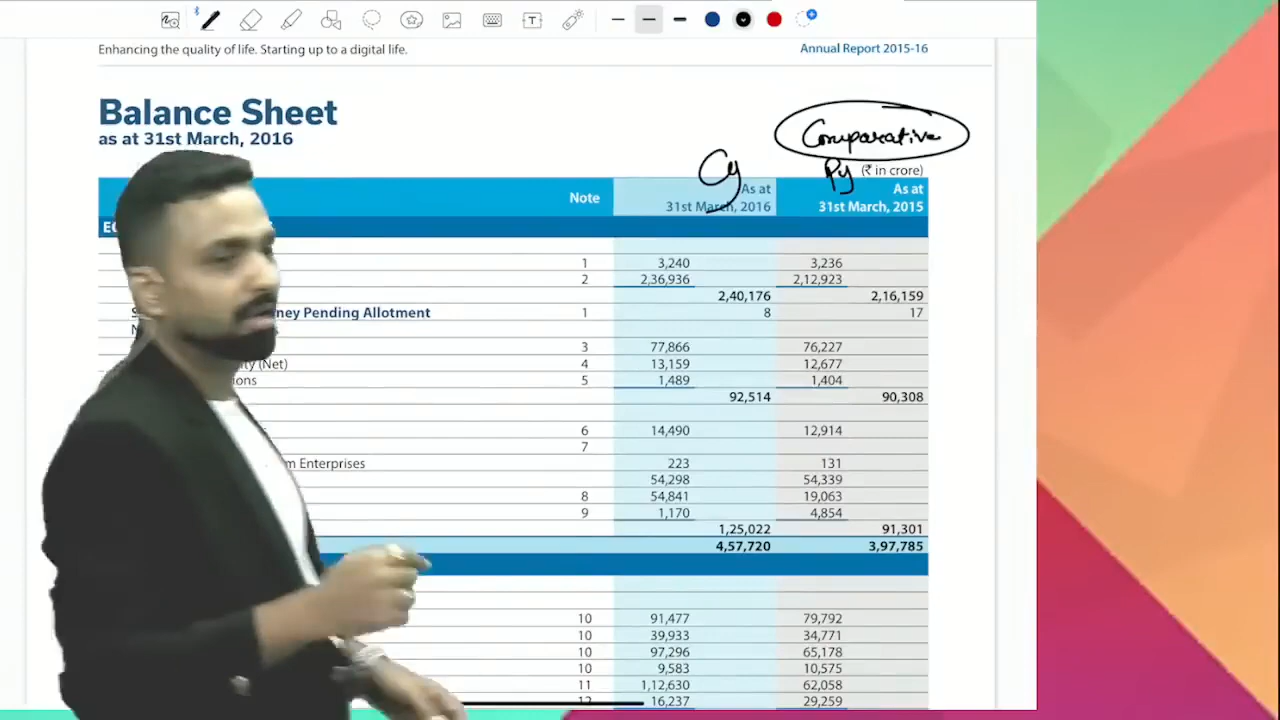 Enhancing the quality of life. Starting up to a digital life. Annual Report 2015-16
Balance Sheet
as at 31st March, 2016
Comparative
Cy Py (₹ in crore)
Note As at 31st March, 2016 As at 31st March, 2015
1 3,240 3,236
2 2,36,936 2,12,923
2,40,176 2,16,159
Pending Allotment 1 8 17
3 77,866 76,227
(Net) 4 13,159 12,677
5 1,489 1,404
92,514 90,308
6 14,490 12,914
7
Enterprises 223 131
54,298 54,339
8 54,841 19,063
9 1,170 4,854
1,25,022 91,301
4,57,720 3,97,785
10 91,477 79,792
10 39,933 34,771
10 97,296 65,178
10 9,583 10,575
11 1,12,630 62,058
12 16,237 29,259